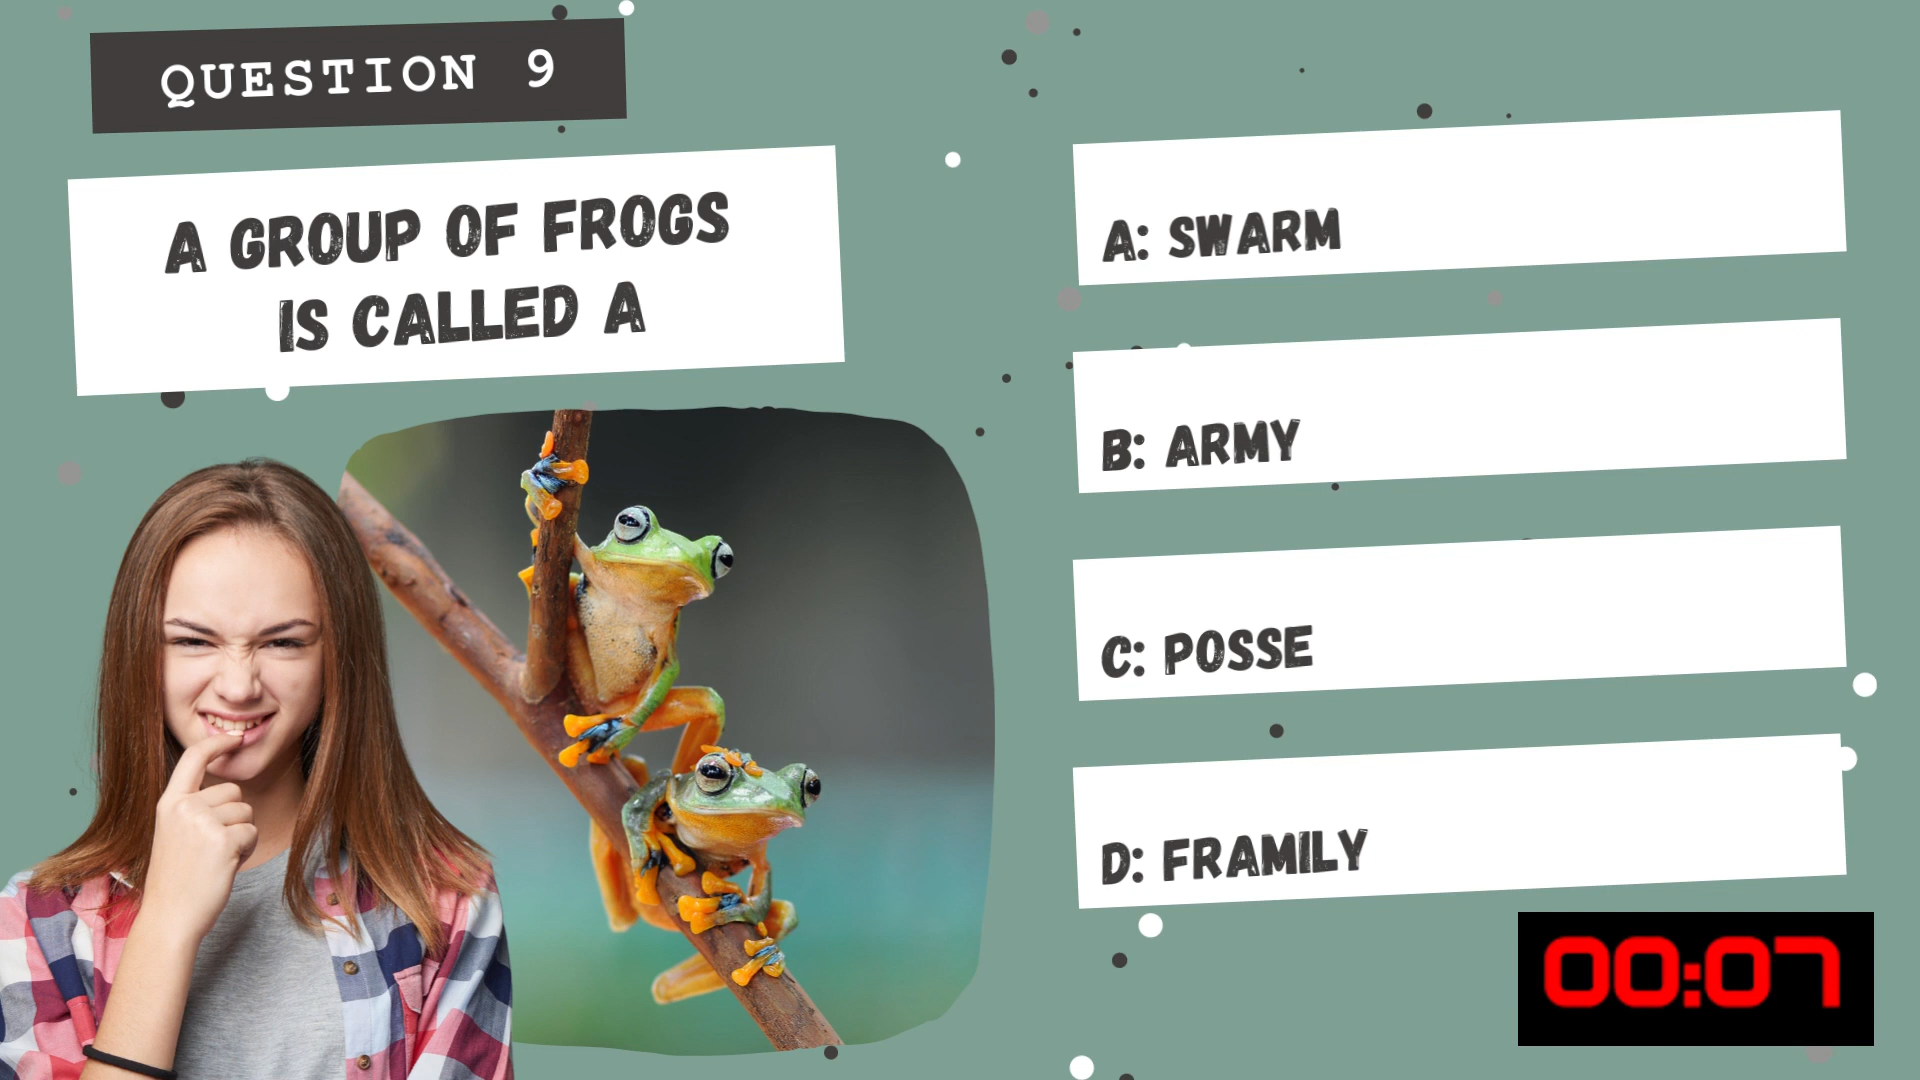 QUESTION 9
A GROUP OF FROGS
IS CALLED A
A: SWARM
B: ARMY
C: POSSE
D: FRAMILY
00:07